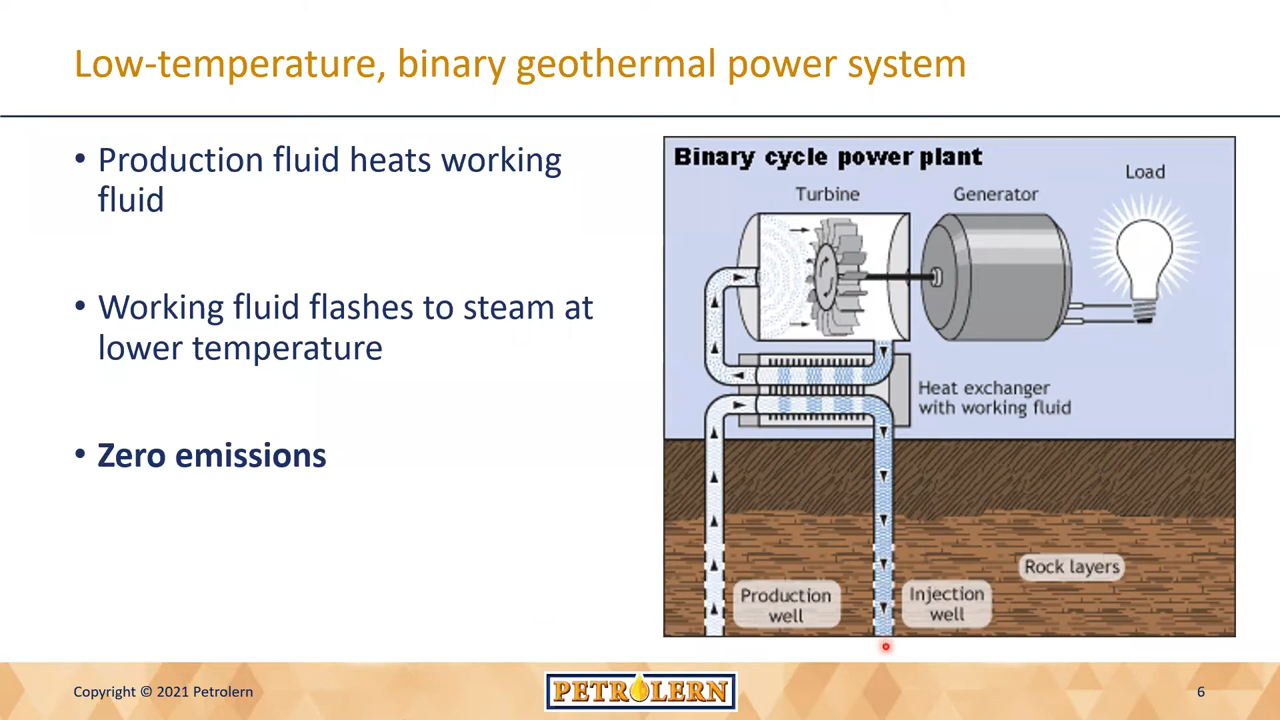 Low-temperature, binary geothermal power system
• Production fluid heats working
fluid
• Working fluid flashes to steam at
lower temperature
• Zero emissions
Binary cycle power plant
Turbine
Generator
Load
Heat exchanger
with working fluid
Rock layers
Production
well
Injection
well
Copyright © 2021 Petrolern
PETROLERN
6